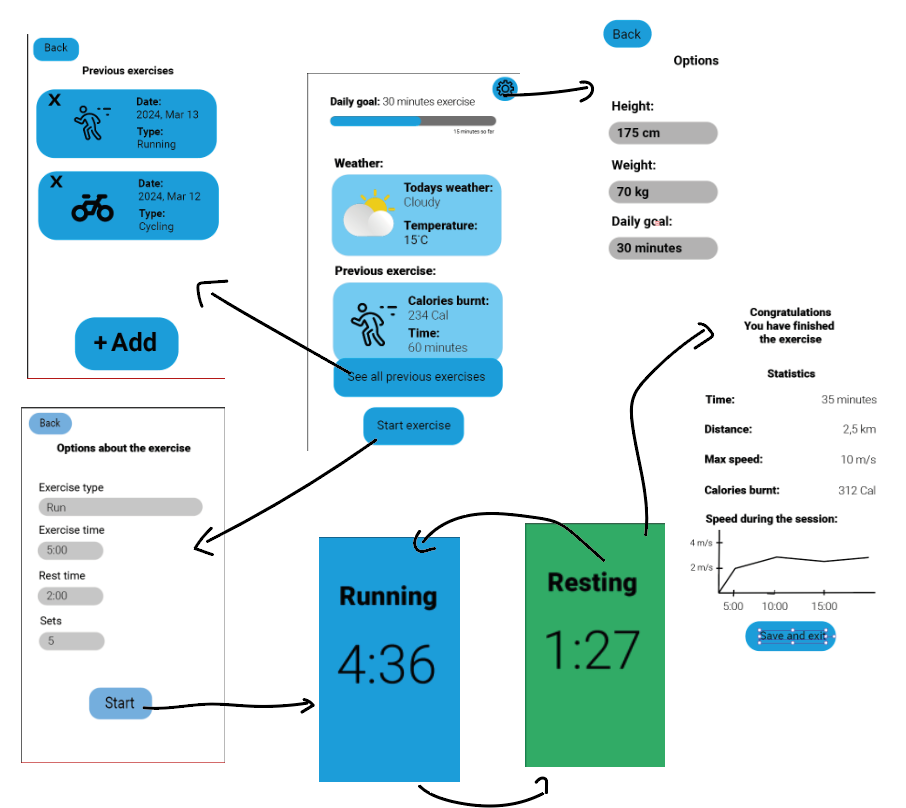 Back
Previous exercises
X
Date:
2024, Mar 13
Type:
Running
X
Date:
2024, Mar 12
Type:
Cycling
+ Add
Daily goal: 30 minutes exercise
15 minutes so far
Weather:
Todays weather:
Cloudy
Temperature:
15°C
Previous exercise:
Calories burnt:
234 Cal
Time:
60 minutes
See all previous exercises
Start exercise
Back
Options
Height:
175 cm
Weight:
70 kg
Daily goal:
30 minutes
Back
Options about the exercise
Exercise type
Run
Exercise time
5:00
Rest time
2:00
Sets
5
Start
Running
4:36
Resting
1:27
Congratulations
You have finished
the exercise
Statistics
Time: 35 minutes
Distance: 2,5 km
Max speed: 10 m/s
Calories burnt: 312 Cal
Speed during the session:
4 m/s
2 m/s
5:00 10:00 15:00
Save and exit